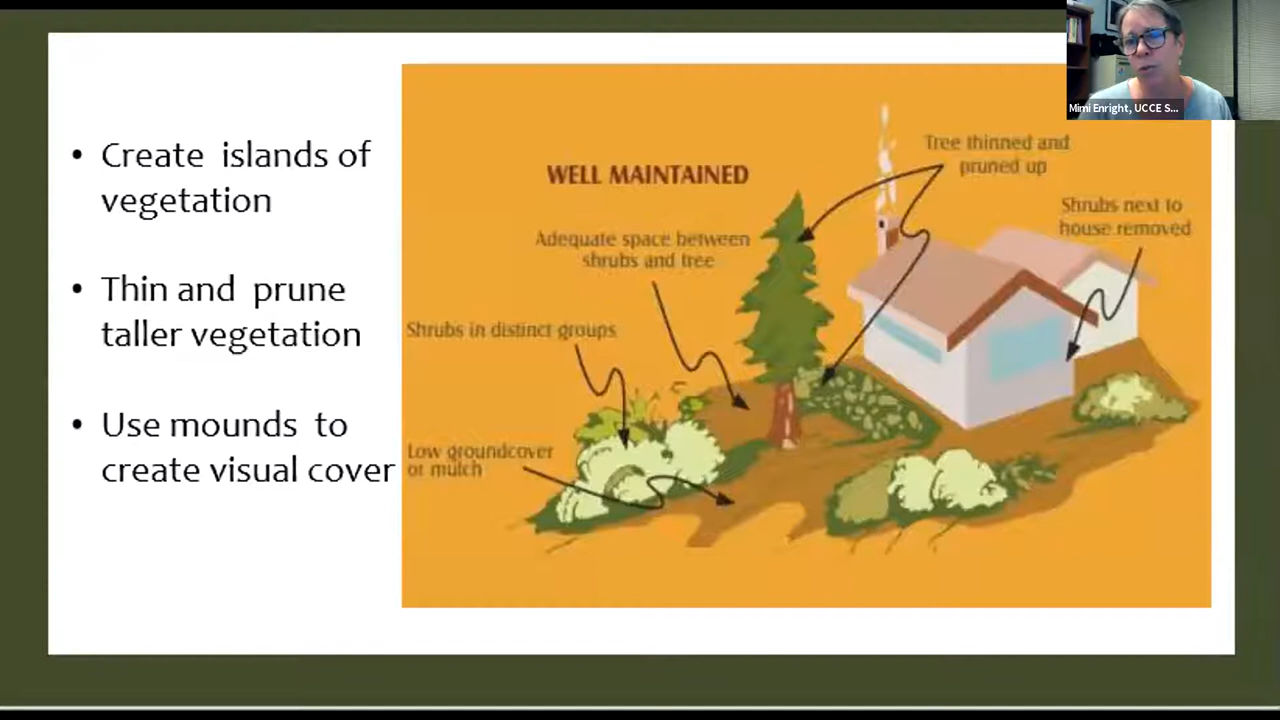 • Create islands of
vegetation
• Thin and prune
taller vegetation
• Use mounds to
create visual cover
WELL MAINTAINED
Tree thinned and
pruned up
Shrubs next to
house removed
Adequate space between
shrubs and tree
Shrubs in distinct groups
Low groundcover
or mulch
Mimi Enright, UCCE S...